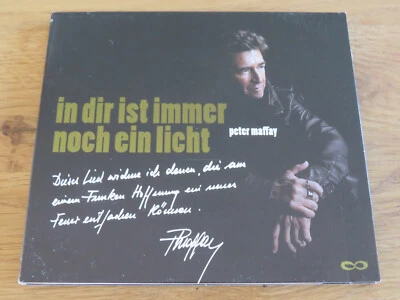 in dir ist immer
noch ein licht
peter maffay
Dieses Lied widme ich denen, die aus
einem Funken Hoffnung ein neues
Feuer entfachen können.
PMaffay